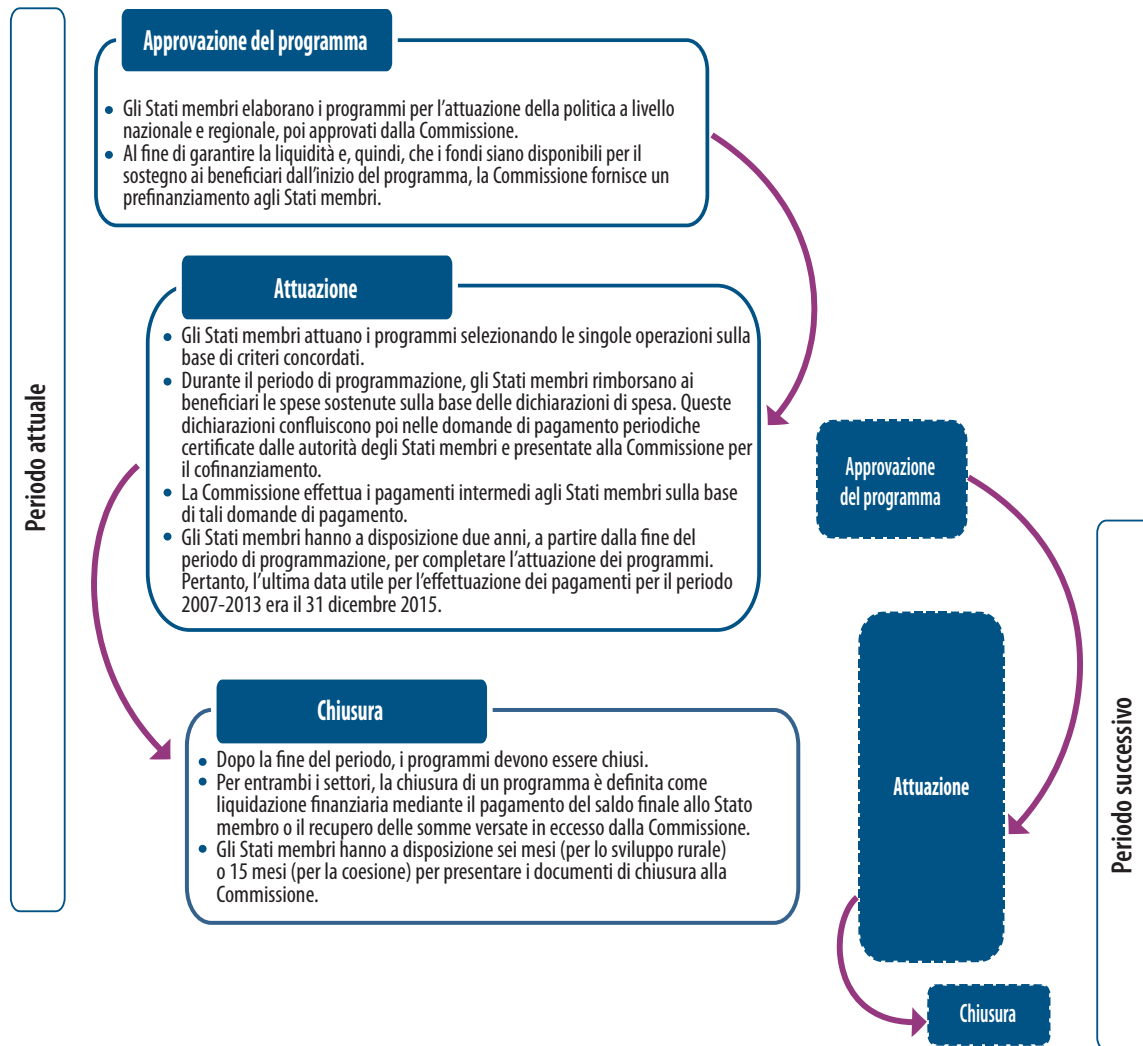 Periodo attuale
Approvazione del programma
• Gli Stati membri elaborano i programmi per l'attuazione della politica a livello
nazionale e regionale, poi approvati dalla Commissione.
• Al fine di garantire la liquidità e, quindi, che i fondi siano disponibili per il
sostegno ai beneficiari dall'inizio del programma, la Commissione fornisce un
prefinanziamento agli Stati membri.
Attuazione
• Gli Stati membri attuano i programmi selezionando le singole operazioni sulla
base di criteri concordati.
• Durante il periodo di programmazione, gli Stati membri rimborsano ai
beneficiari le spese sostenute sulla base delle dichiarazioni di spesa. Queste
dichiarazioni confluiscono poi nelle domande di pagamento periodiche
certificate dalle autorità degli Stati membri e presentate alla Commissione per
il cofinanziamento.
• La Commissione effettua i pagamenti intermedi agli Stati membri sulla base
di tali domande di pagamento.
• Gli Stati membri hanno a disposizione due anni, a partire dalla fine del
periodo di programmazione, per completare l'attuazione dei programmi.
Pertanto, l'ultima data utile per l'effettuazione dei pagamenti per il periodo
2007-2013 era il 31 dicembre 2015.
Chiusura
• Dopo la fine del periodo, i programmi devono essere chiusi.
• Per entrambi i settori, la chiusura di un programma è definita come
liquidazione finanziaria mediante il pagamento del saldo finale allo Stato
membro o il recupero delle somme versate in eccesso dalla Commissione.
• Gli Stati membri hanno a disposizione sei mesi (per lo sviluppo rurale)
o 15 mesi (per la coesione) per presentare i documenti di chiusura alla
Commissione.
Approvazione
del programma
Attuazione
Chiusura
Periodo successivo